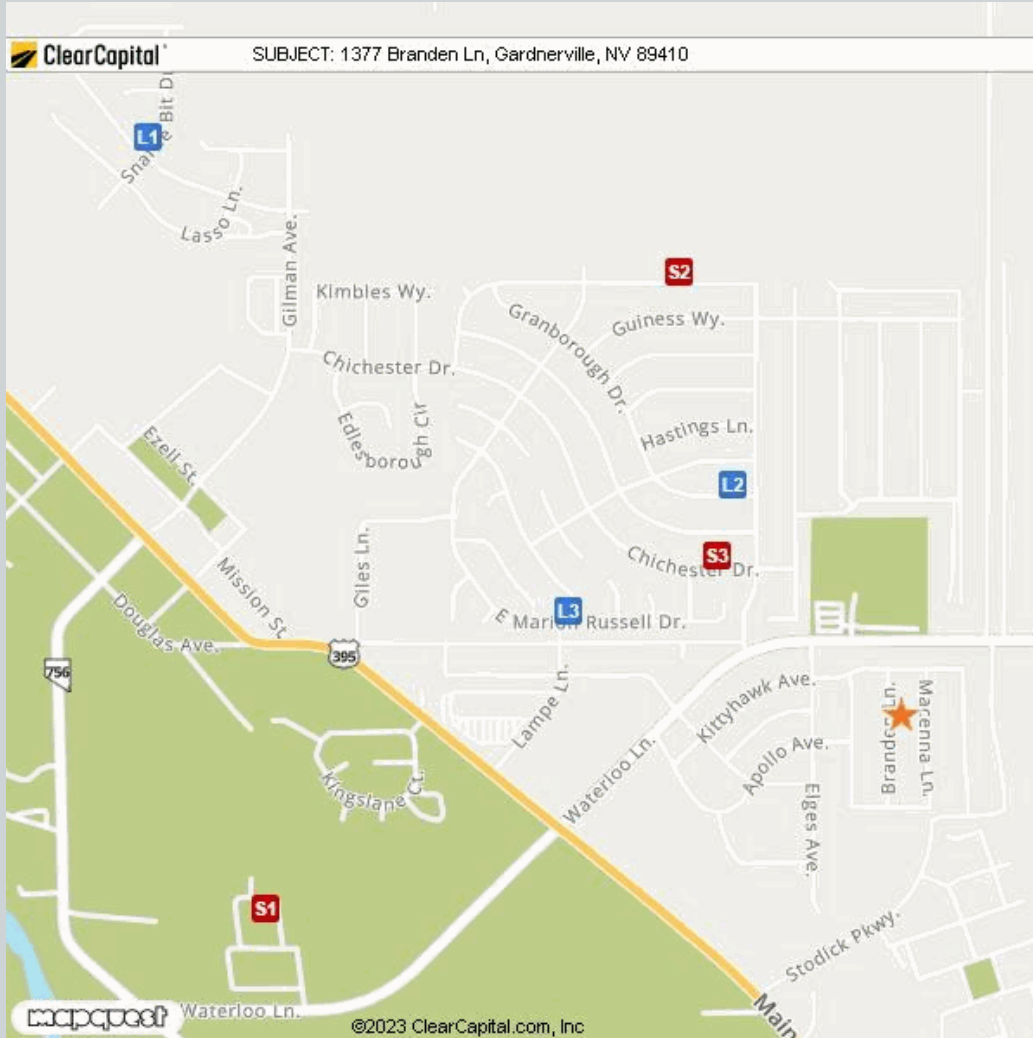 ClearCapital
SUBJECT: 1377 Branden Ln, Gardnerville, NV 89410
L1
Lasso Ln.
Gilman Ave.
S2
Kimbles Wy.
Granborough Dr.
Guiness Wy.
Chichester Dr.
Edlesborough Cir
Hastings Ln.
Ezell St.
L2
Giles Ln.
S3
Chichester Dr.
Mission St.
Douglas Ave.
L3
E Marion Russell Dr.
395
756
Lampe Ln.
Kittyhawk Ave.
Branden Ln.
Marenna Ln.
Kingslane Ct.
Waterloo Ln.
Apollo Ave.
Elges Ave.
S1
Stodick Pkwy.
mapquest
Waterloo Ln.
©2023 ClearCapital.com, Inc
Main